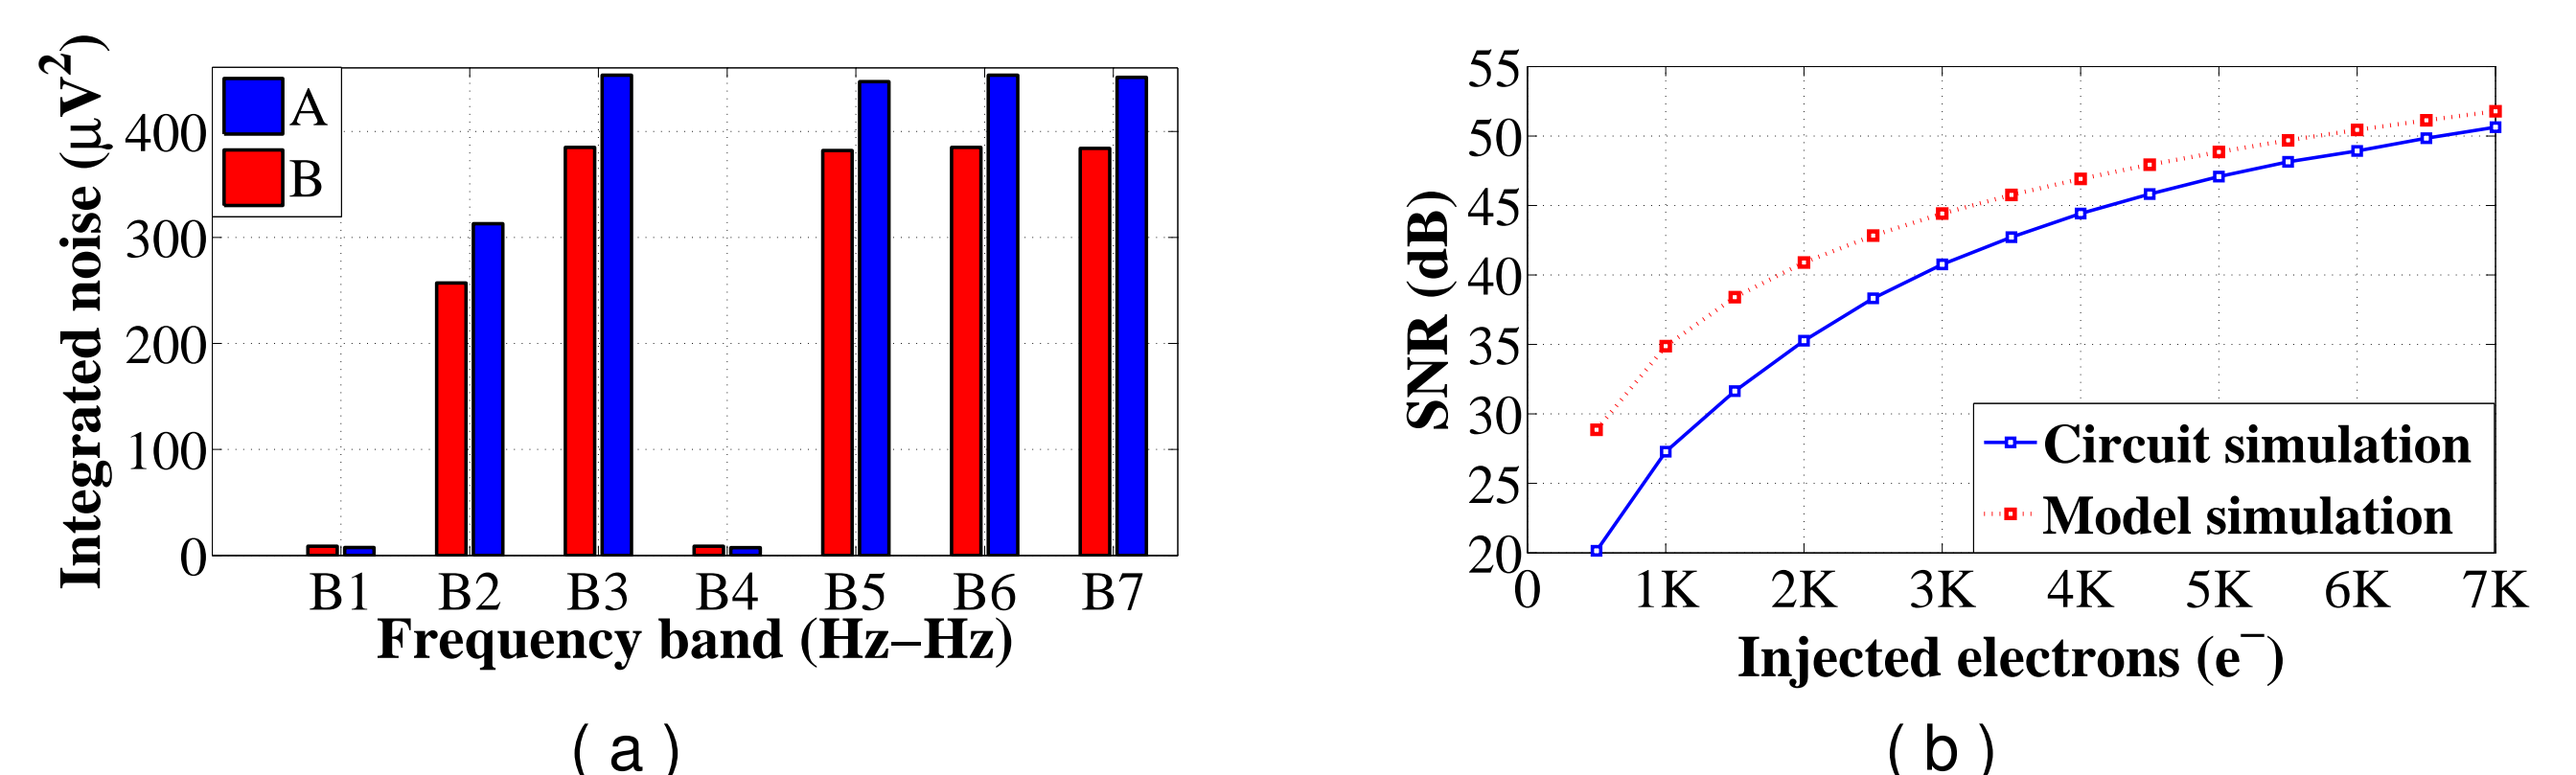 Integrated noise (μV²)
400
300
200
100
0
A
B
B1 B2 B3 B4 B5 B6 B7
Frequency band (Hz−Hz)
( a )
SNR (dB)
55
50
45
40
35
30
25
20
Circuit simulation
Model simulation
0 1K 2K 3K 4K 5K 6K 7K
Injected electrons (e⁻)
( b )